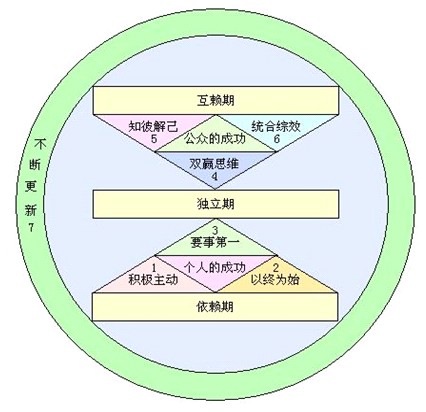 互赖期
知彼解己
5
公众的成功
统合综效
6
双赢思维
4
不
断
更
新
7
独立期
3
要事第一
1
积极主动
个人的成功
2
以终为始
依赖期